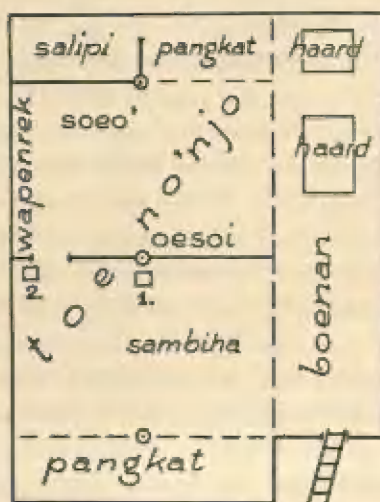 salipi
pangkat
haard
soeo'
haard
wapenrek
toeno'njo
oesoi
2
1.
sambiha
boenan
pangkat